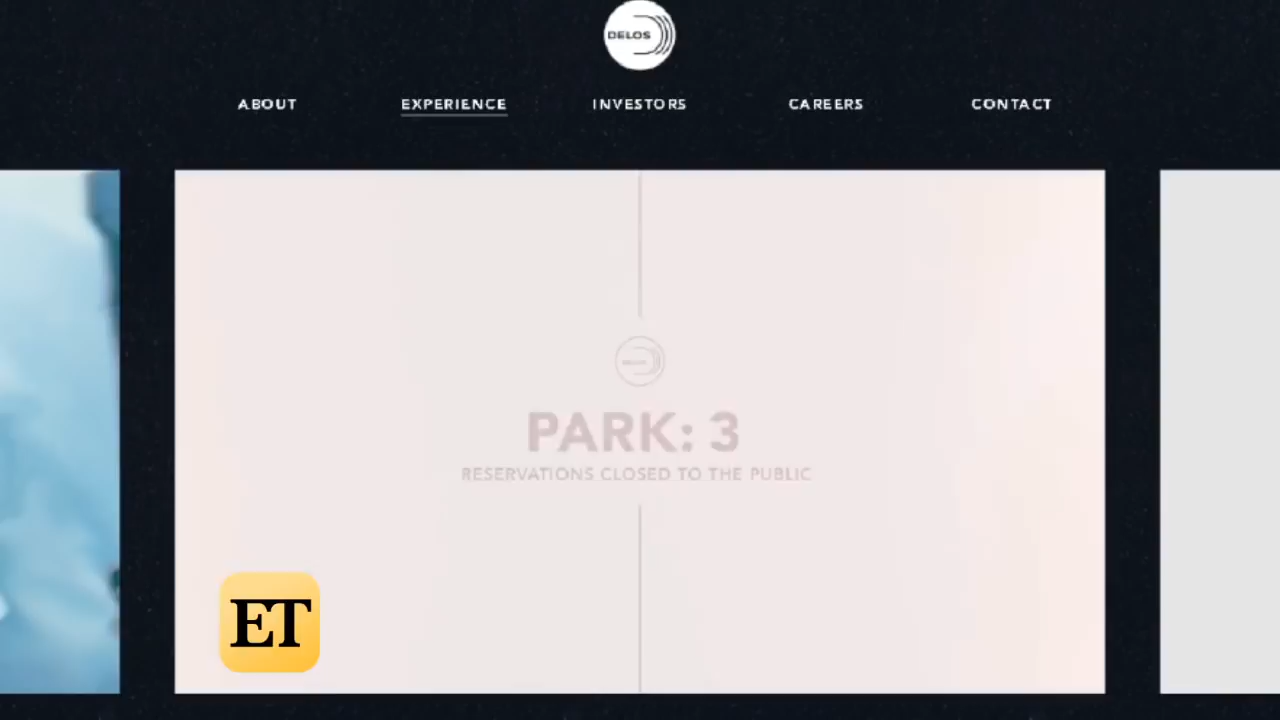 DELOS
ABOUT EXPERIENCE INVESTORS CAREERS CONTACT
PARK: 3
RESERVATIONS CLOSED TO THE PUBLIC
ET